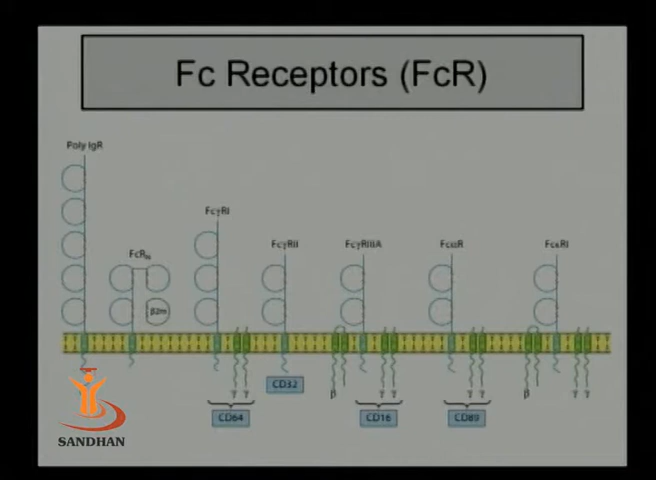 Fc Receptors (FcR)
Poly IgR
FcγRI
FcRN
FcγRII
FcγRIIIA
FcαR
FcεRI
β2m
CD32
γ γ
β
γ γ
γ γ
β
γ γ
CD64
CD16
CD89
SANDHAN